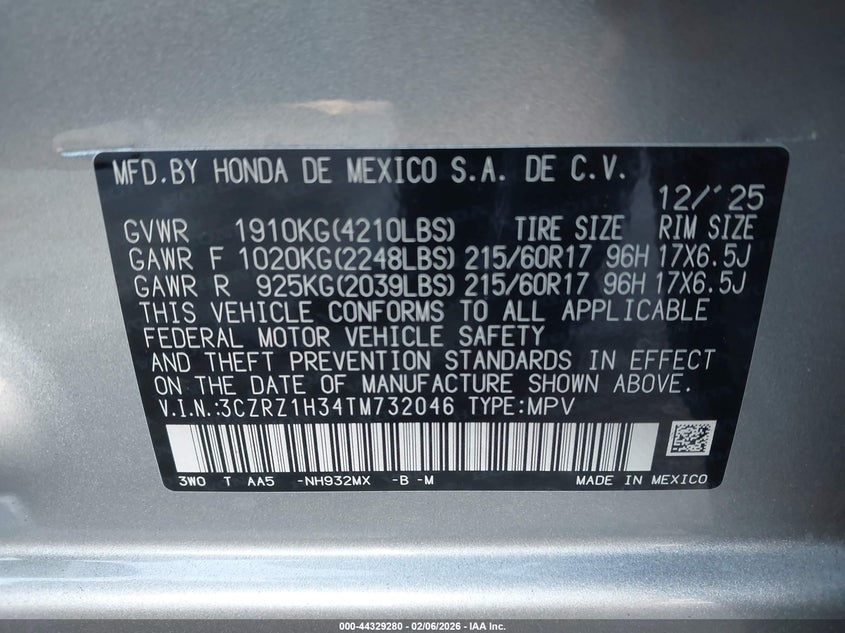 MFD.BY HONDA DE MEXICO S.A. DE C.V.
12/'25
GVWR 1910KG(4210LBS) TIRE SIZE RIM SIZE
GAWR F 1020KG(2248LBS) 215/60R17 96H 17X6.5J
GAWR R 925KG(2039LBS) 215/60R17 96H 17X6.5J
THIS VEHICLE CONFORMS TO ALL APPLICABLE
FEDERAL MOTOR VEHICLE SAFETY
AND THEFT PREVENTION STANDARDS IN EFFECT
ON THE DATE OF MANUFACTURE SHOWN ABOVE.
V.I.N.:3CZRZ1H34TM732046 TYPE:MPV
3W0 T AA5 -NH932MX -B -M MADE IN MEXICO
000-44329280 - 02/06/2026 - IAA Inc.